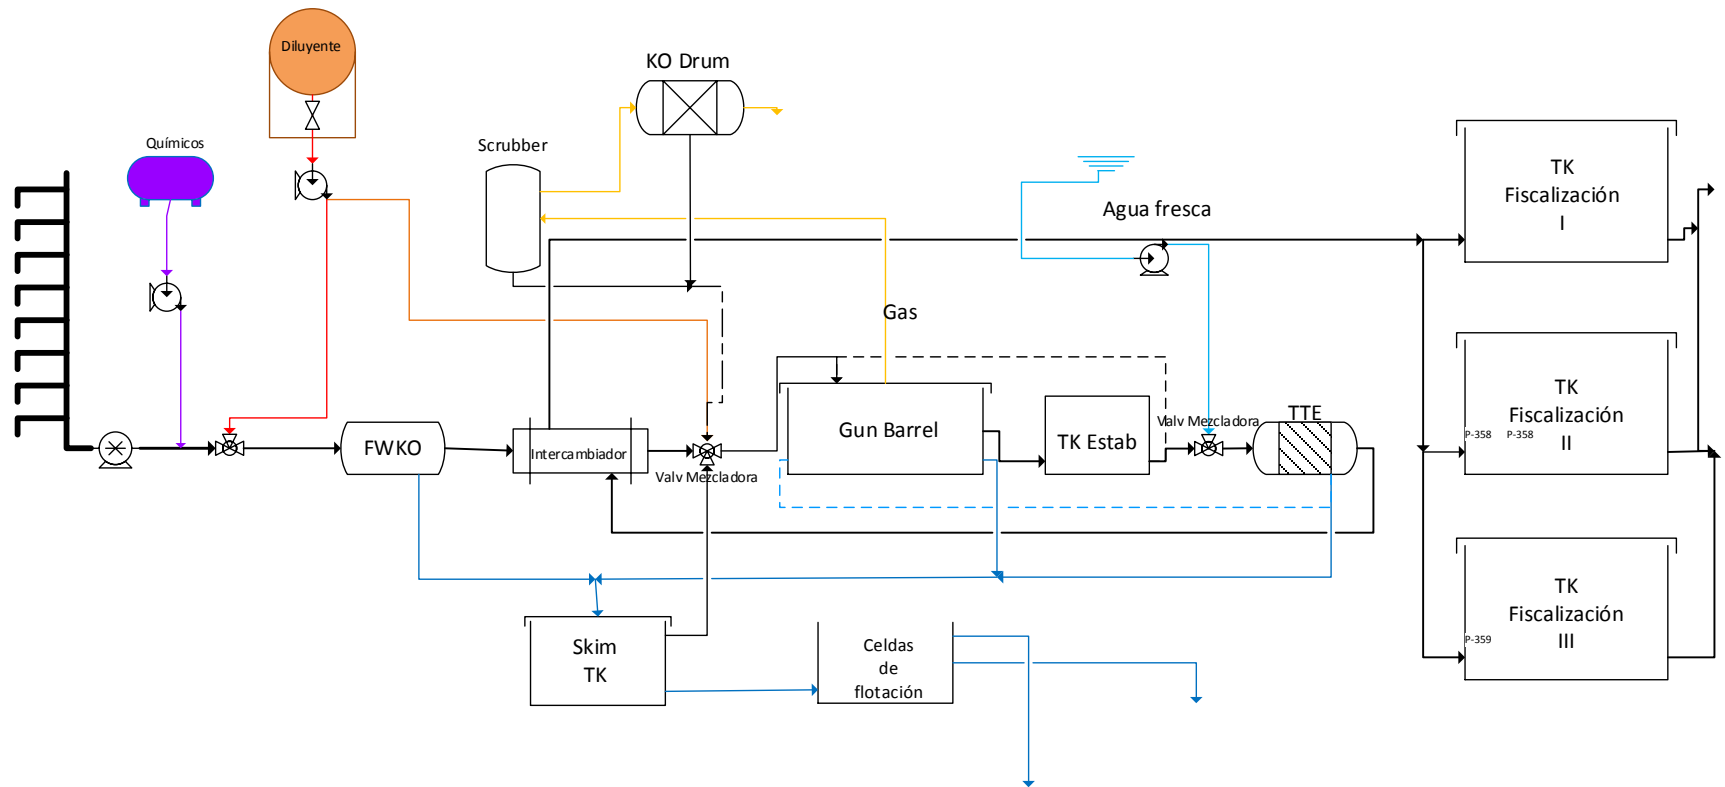 Diluyente
KO Drum
Químicos
Scrubber
TK
Fiscalización
I
Agua fresca
Gas
TK
Fiscalización
II
P-358
P-358
Valv Mezcladora
TTE
Gun Barrel
TK Estab
FWKO
Intercambiador
Valv Mezcladora
TK
Fiscalización
III
P-359
Skim
TK
Celdas
de
flotación